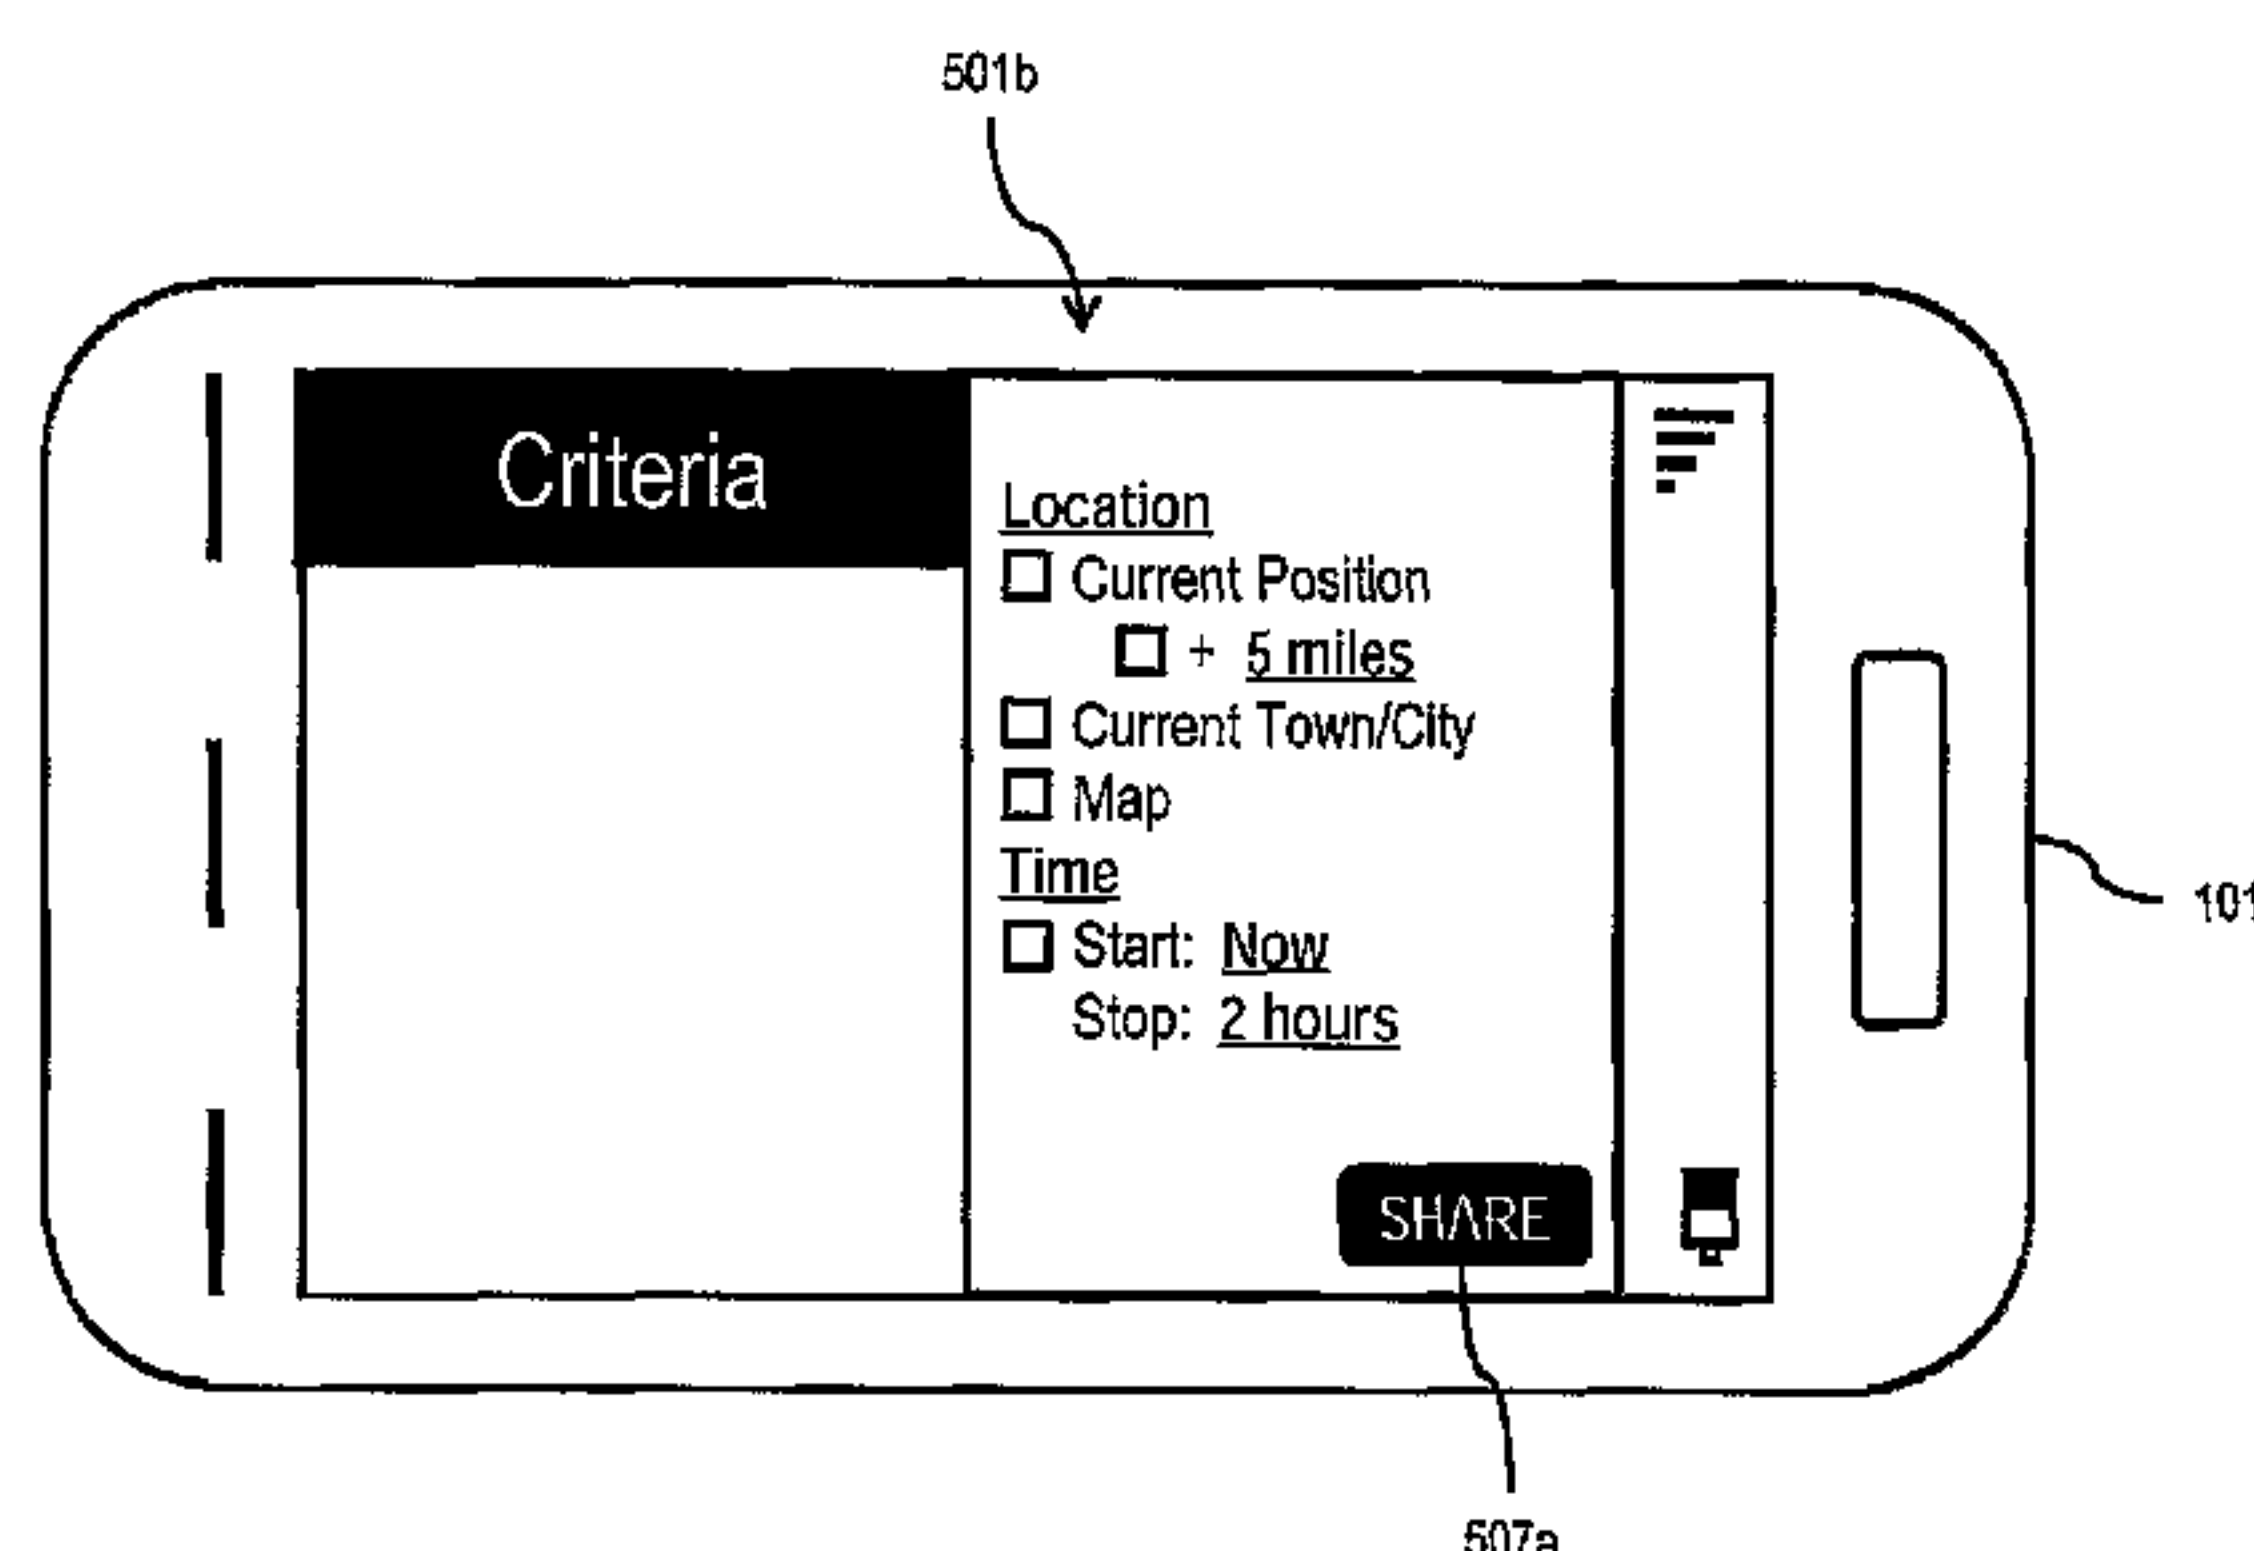 501b
Criteria
Location
Current Position
+ 5 miles
Current Town/City
Map
Time
Start: Now
Stop: 2 hours
SHARE
101
507a